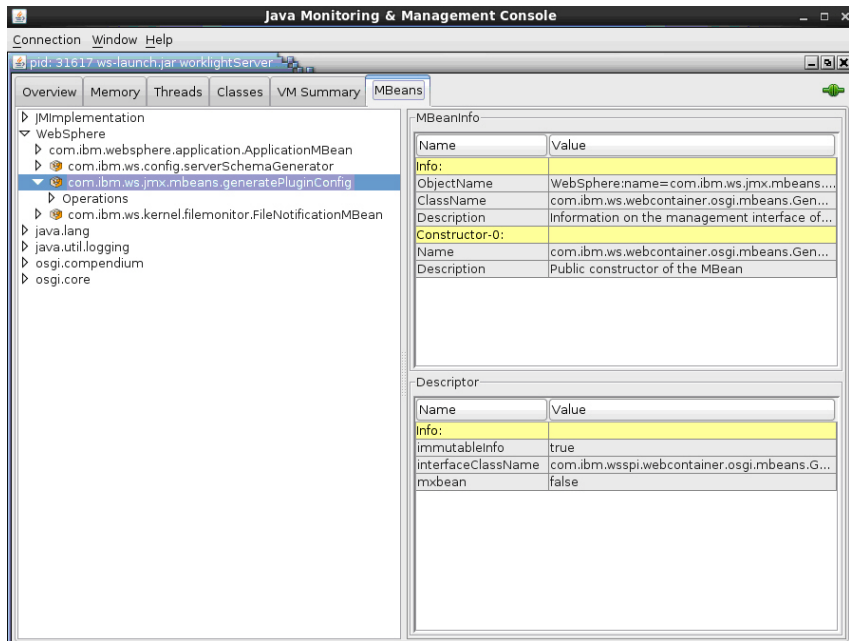 Java Monitoring & Management Console
Connection Window Help
pid: 31617 ws-launch.jar worklightServer
Overview Memory Threads Classes VM Summary MBeans
JMImplementation
WebSphere
com.ibm.websphere.application.ApplicationMBean
com.ibm.ws.config.serverSchemaGenerator
com.ibm.ws.jmx.mbeans.generatePluginConfig
Operations
com.ibm.ws.kernel.filemonitor.FileNotificationMBean
java.lang
java.util.logging
osgi.compendium
osgi.core
MBeanInfo
Name Value
Info:
ObjectName WebSphere:name=com.ibm.ws.jmx.mbeans....
ClassName com.ibm.ws.webcontainer.osgi.mbeans.Gen...
Description Information on the management interface of...
Constructor-0:
Name com.ibm.ws.webcontainer.osgi.mbeans.Gen...
Description Public constructor of the MBean
Descriptor
Name Value
Info:
immutableInfo true
interfaceClassName com.ibm.wsspi.webcontainer.osgi.mbeans.G...
mxbean false